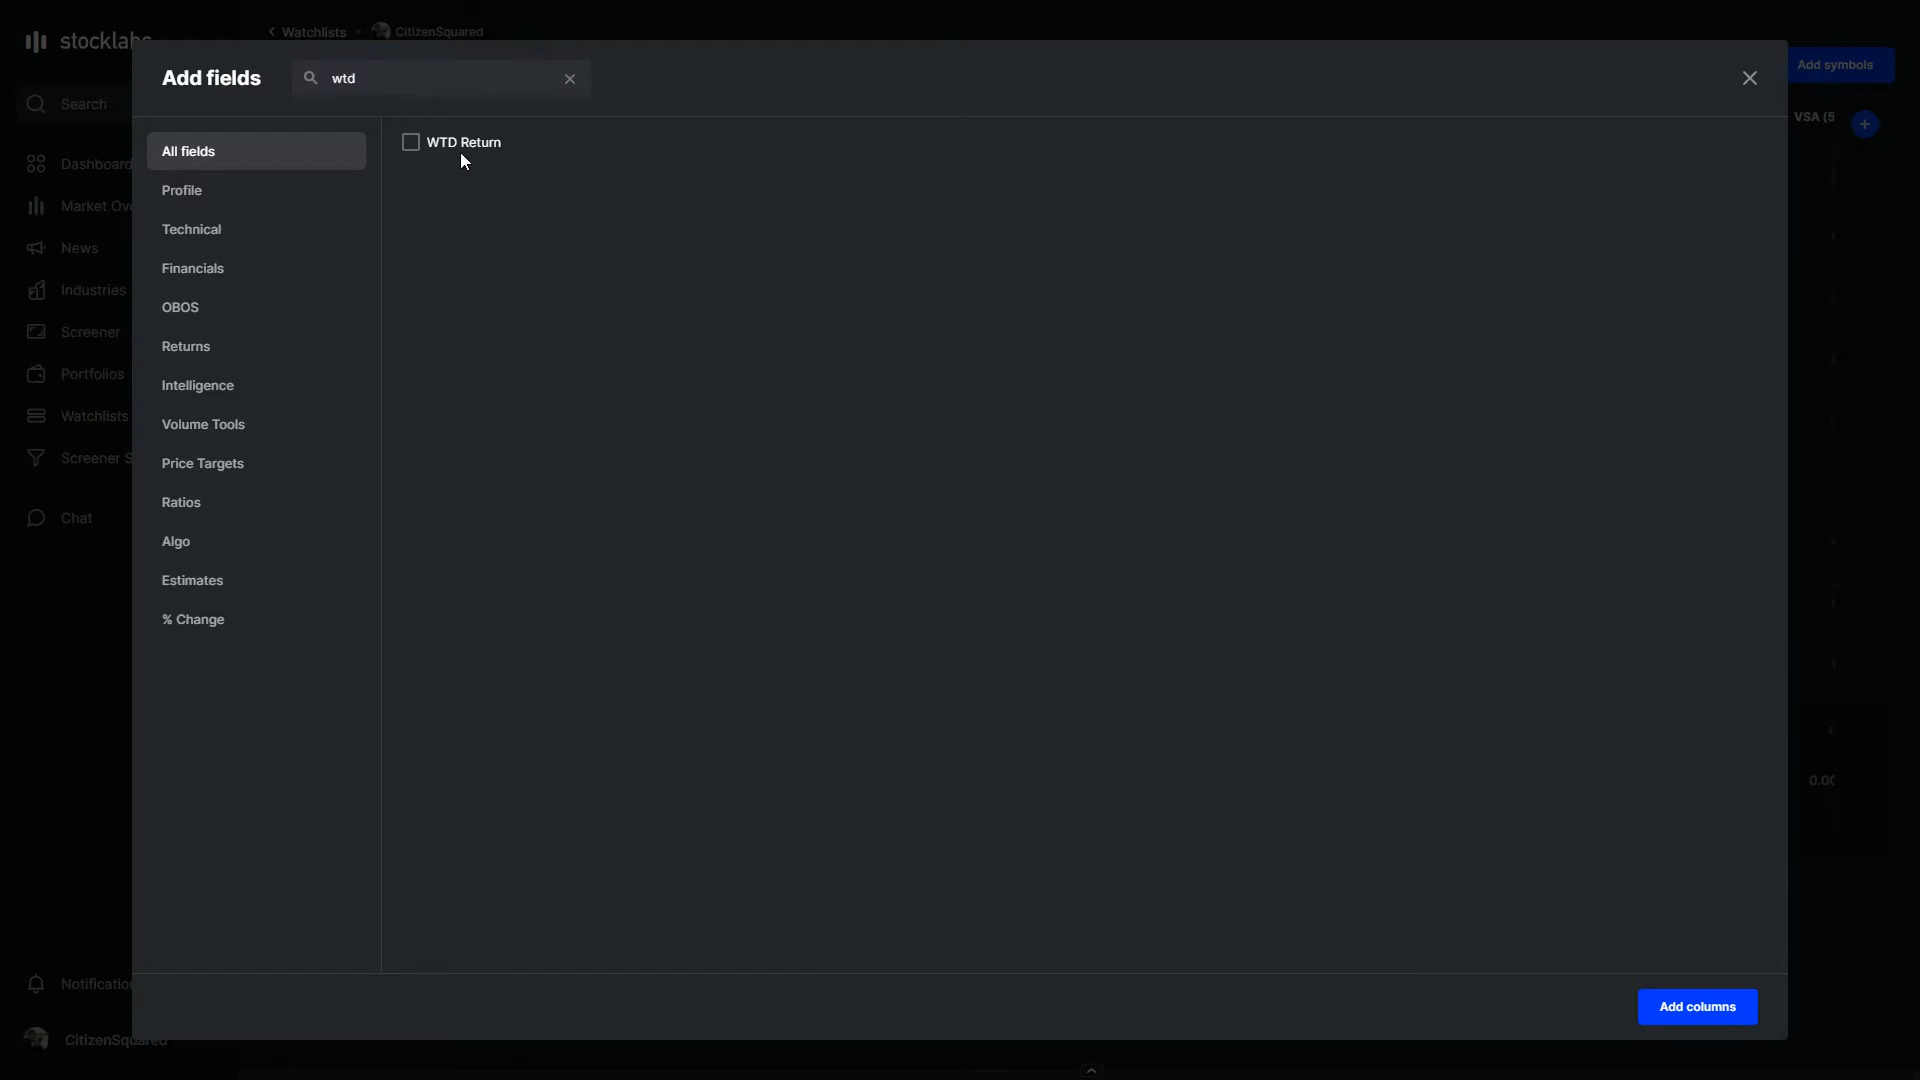 stocklabs
Watchlists • CitizenSquared
Add symbols
Add fields
wtd
Search
VSA (5
All fields
WTD Return
Dashboard
Profile
Market Ov
Technical
News
Financials
Industries
OBOS
Screener
Returns
Portfolios
Intelligence
Watchlists
Volume Tools
Screener S
Price Targets
Ratios
Chat
Algo
Estimates
% Change
0.00
Notification
Add columns
CitizenSquared